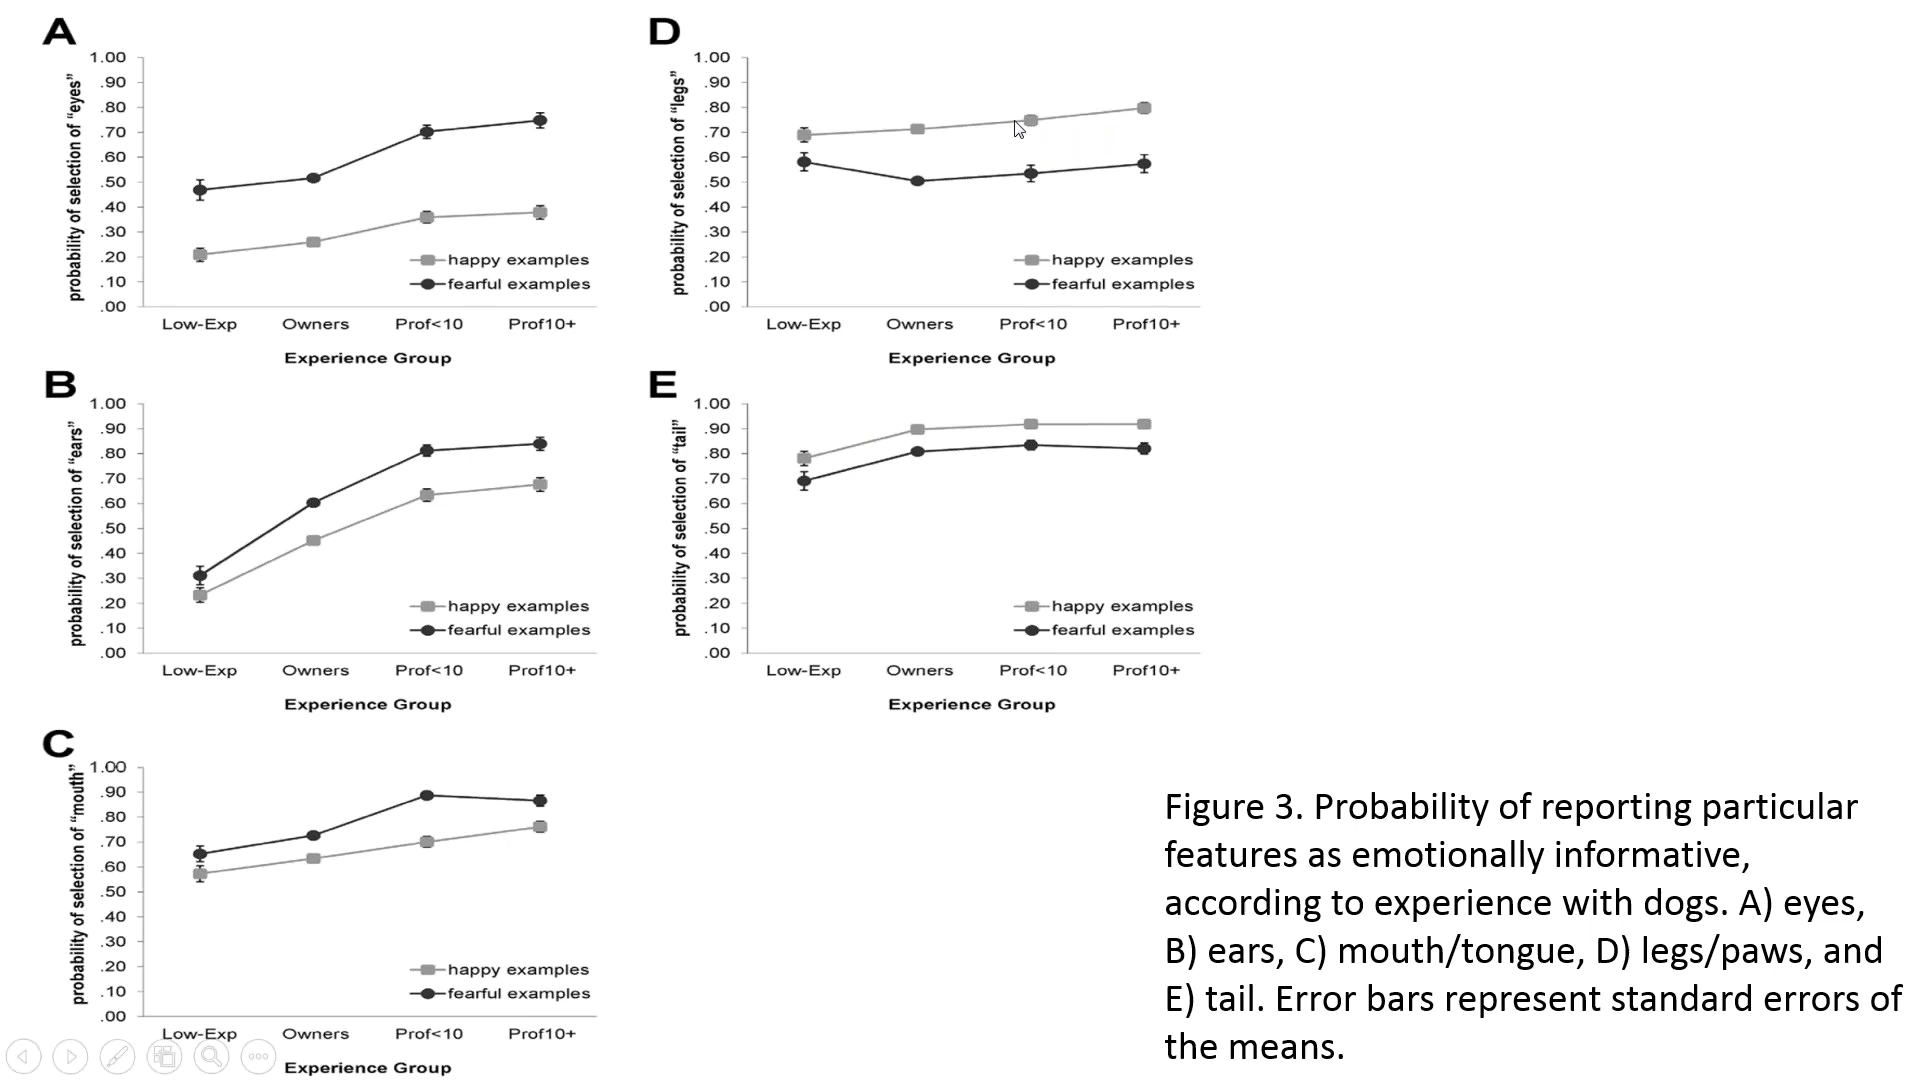 A
1.00
.90
.80
.70
.60
.50
.40
.30
.20
.10
.00
probability of selection of “eyes”
happy examples
fearful examples
Low-Exp Owners Prof<10 Prof10+
Experience Group
D
1.00
.90
.80
.70
.60
.50
.40
.30
.20
.10
.00
probability of selection of “legs”
happy examples
fearful examples
Low-Exp Owners Prof<10 Prof10+
Experience Group
B
1.00
.90
.80
.70
.60
.50
.40
.30
.20
.10
.00
probability of selection of “ears”
happy examples
fearful examples
Low-Exp Owners Prof<10 Prof10+
Experience Group
E
1.00
.90
.80
.70
.60
.50
.40
.30
.20
.10
.00
probability of selection of “tail”
happy examples
fearful examples
Low-Exp Owners Prof<10 Prof10+
Experience Group
C
1.00
.90
.80
.70
.60
.50
.40
.30
.20
.10
.00
probability of selection of “mouth”
happy examples
fearful examples
Low-Exp Owners Prof<10 Prof10+
Experience Group
Figure 3. Probability of reporting particular
features as emotionally informative,
according to experience with dogs. A) eyes,
B) ears, C) mouth/tongue, D) legs/paws, and
E) tail. Error bars represent standard errors of
the means.